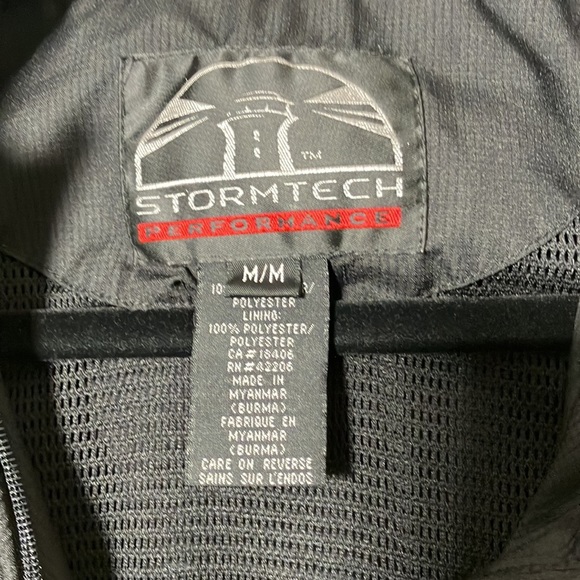 ™
STORMTECH
PERFORMANCE
M/M
POLYESTER
LINING:
100% POLYESTER/
POLYESTER
CA# 18406
RN# 42206
MADE IN
MYANMAR
(BURMA)
FABRIQUE EN
MYANMAR
(BURMA)
CARE ON REVERSE
SAINS SUR L'ENDOS